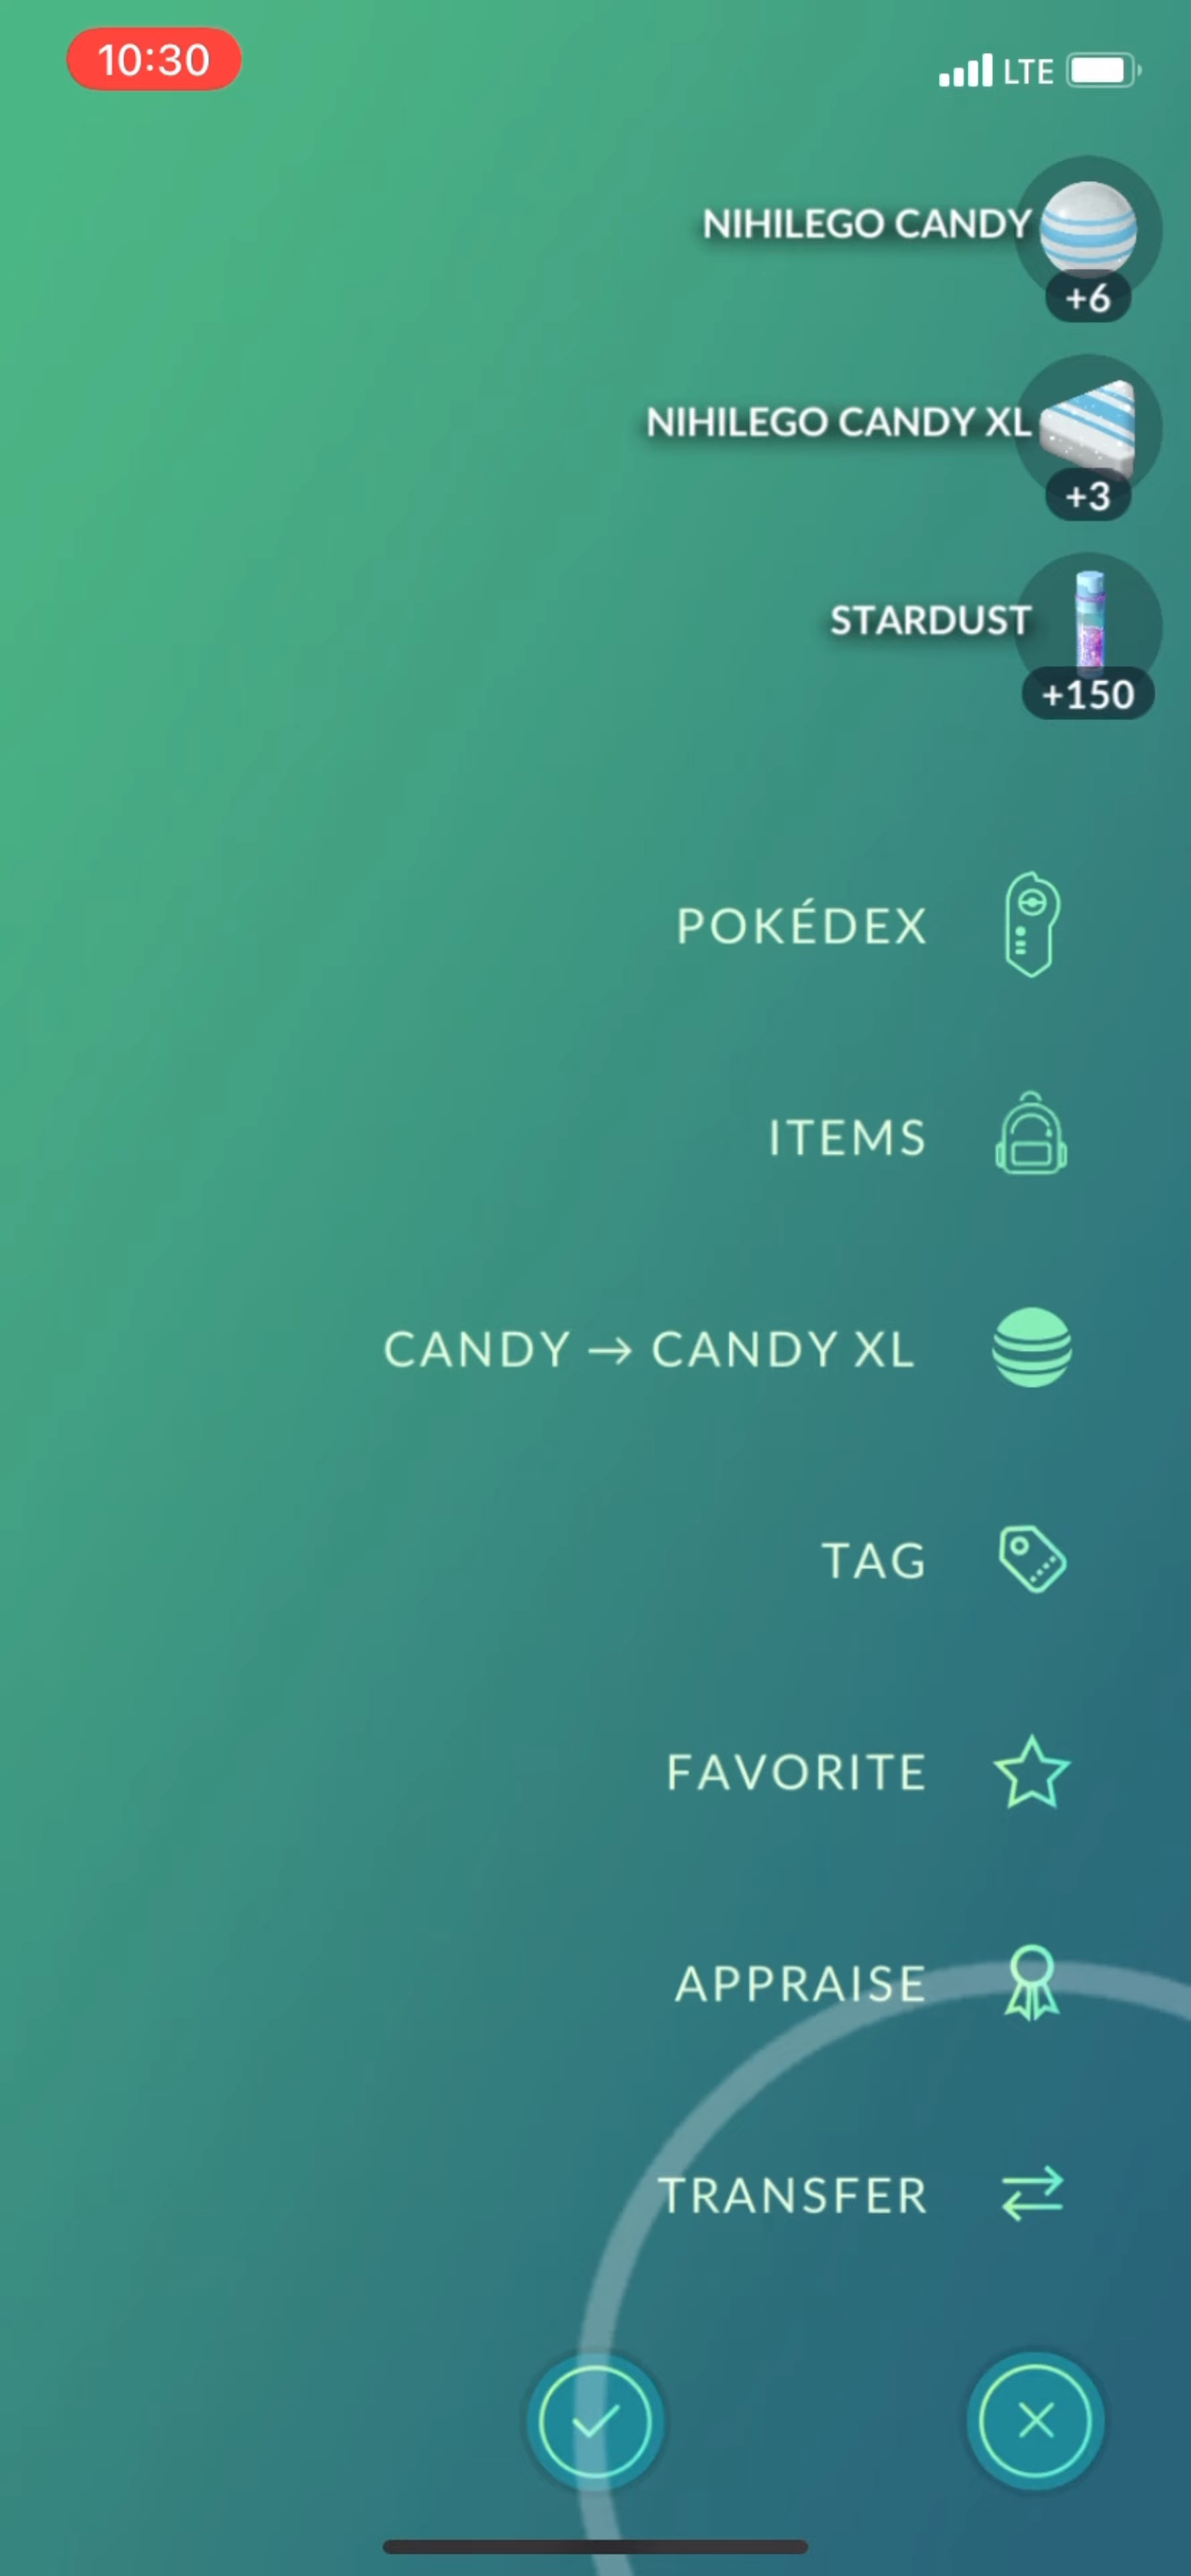 10:30
LTE
NIHILEGO CANDY
+6
NIHILEGO CANDY XL
+3
STARDUST
+150
POKÉDEX
ITEMS
CANDY → CANDY XL
TAG
FAVORITE
APPRAISE
TRANSFER